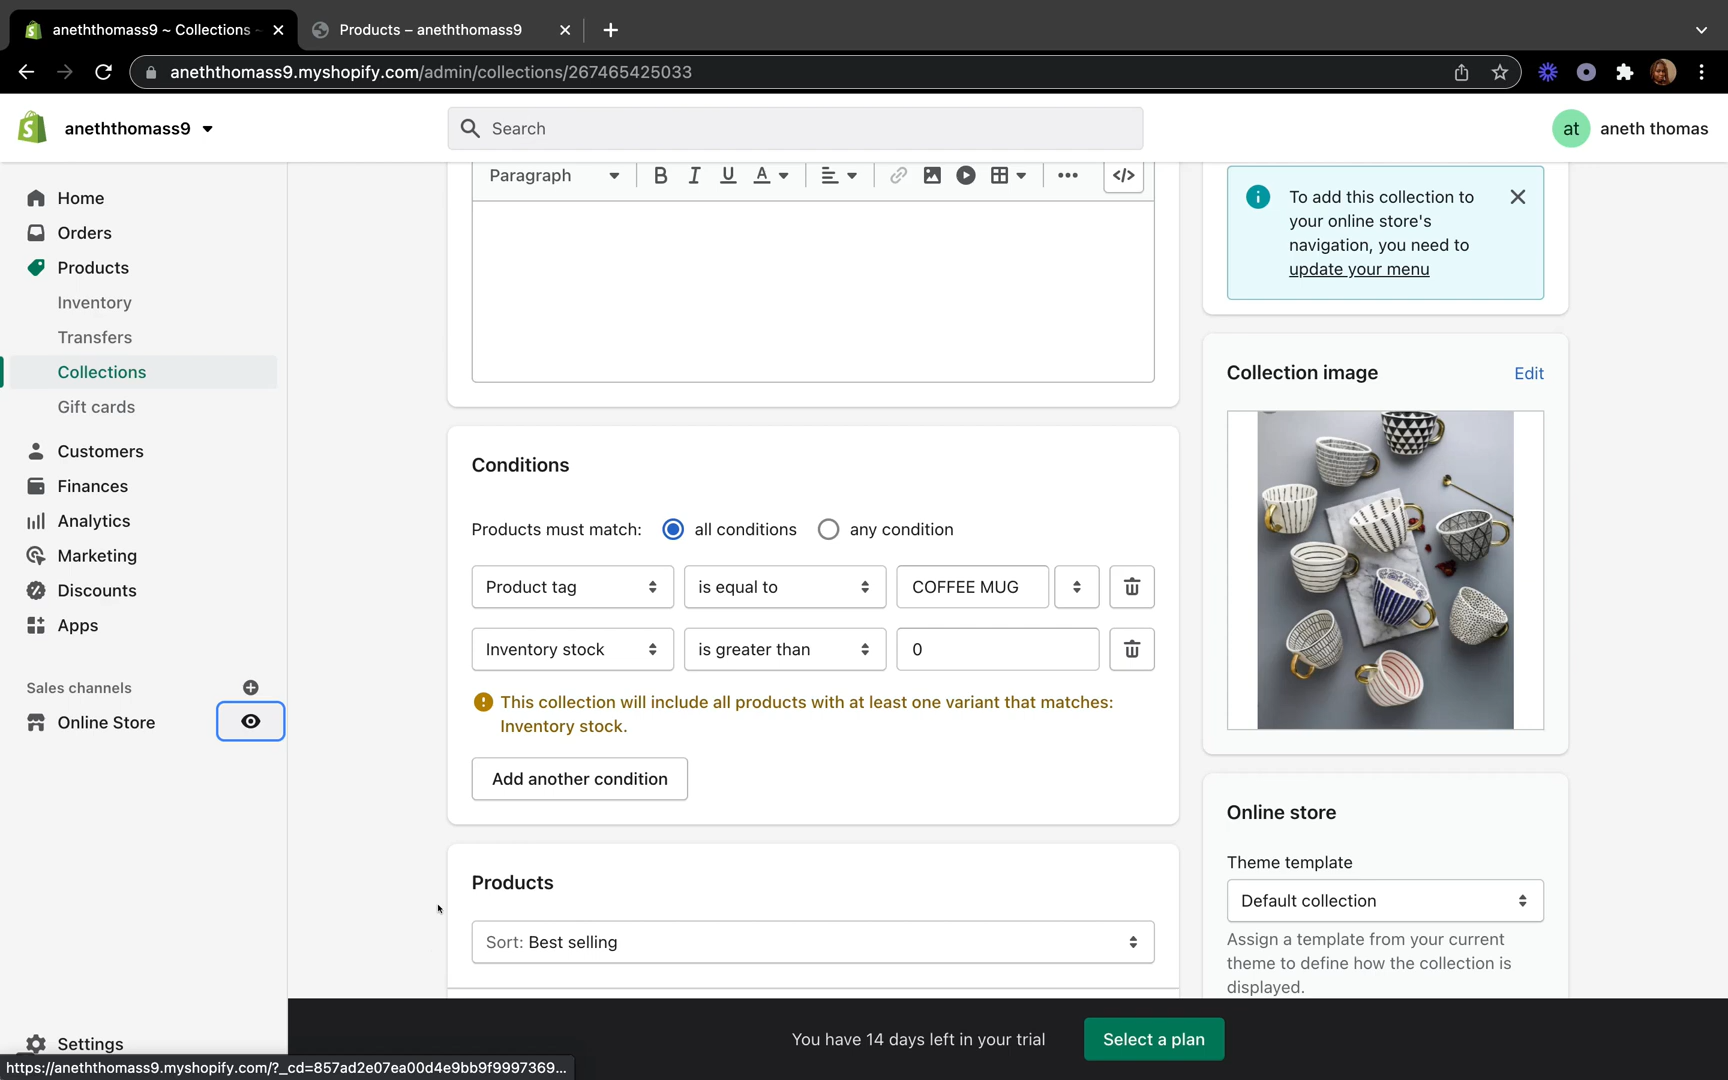 aneththomass9 ~ Collections ~
Products – aneththomass9
aneththomass9.myshopify.com/admin/collections/267465425033
aneththomass9
Search
at
aneth thomas
Home
Orders
Products
Inventory
Transfers
Collections
Gift cards
Customers
Finances
Analytics
Marketing
Discounts
Apps
Sales channels
Online Store
Settings
Paragraph
B I U A
</>
Conditions
Products must match: all conditions any condition
Product tag is equal to COFFEE MUG
Inventory stock is greater than 0
This collection will include all products with at least one variant that matches:
Inventory stock.
Add another condition
Products
Sort: Best selling
To add this collection to
your online store's
navigation, you need to
update your menu
Collection image
Edit
Online store
Theme template
Default collection
Assign a template from your current
theme to define how the collection is
displayed.
You have 14 days left in your trial
Select a plan
https://aneththomass9.myshopify.com/?_cd=857ad2e07ea00d4e9bb9f9997369...